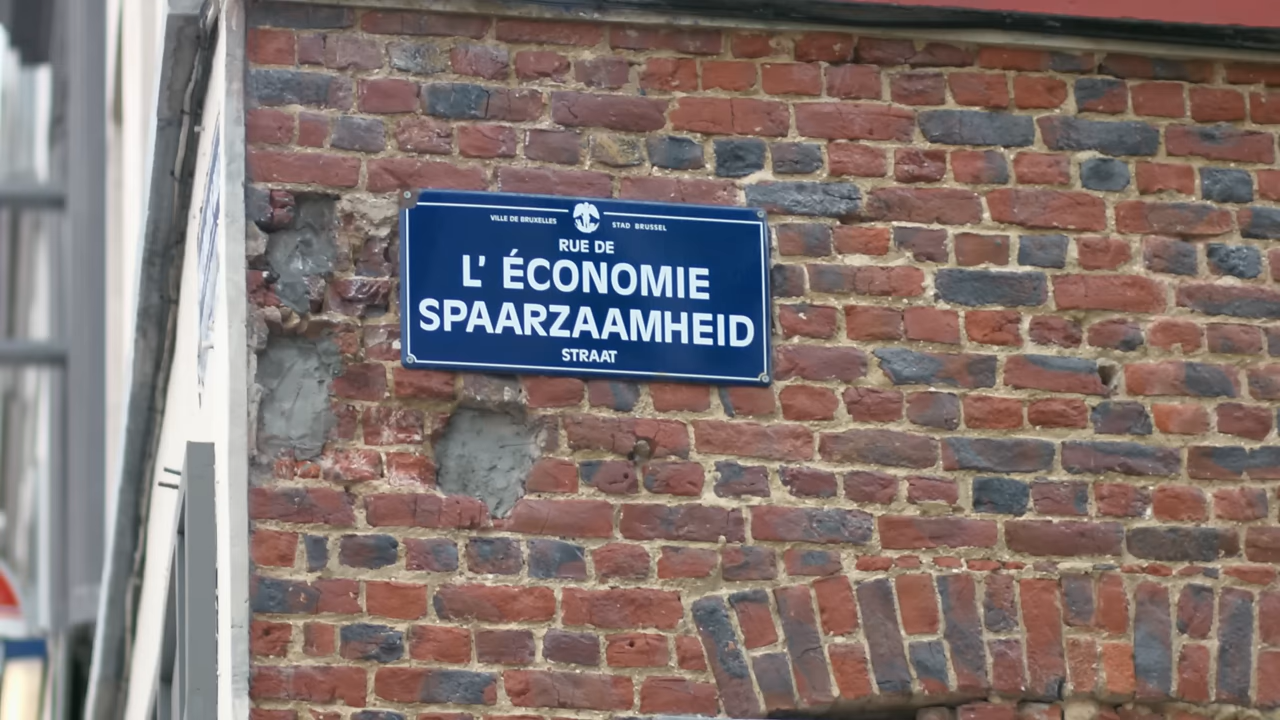 VILLE DE BRUXELLES STAD BRUSSEL
RUE DE
L' ÉCONOMIE
SPAARZAAMHEID
STRAAT